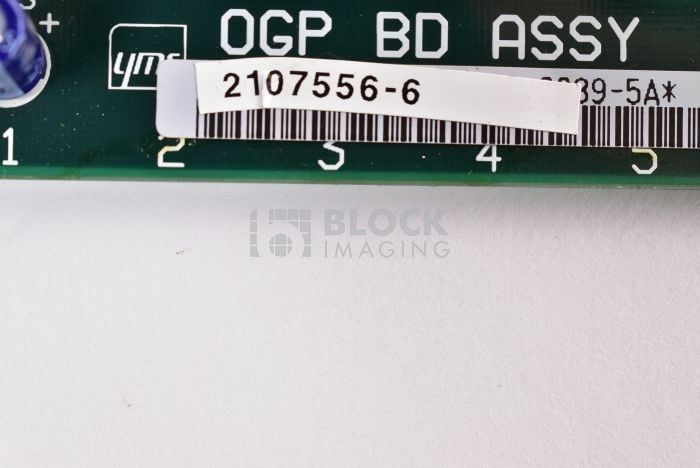 OGP BD ASSY
yms
2107556-6
39-5A*
1 2 3 4 5
BLOCK
IMAGING